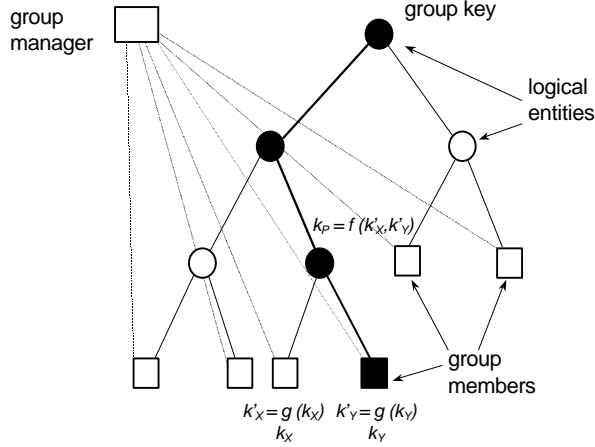 group
manager
group key
logical
entities
k_P = f (k'_X,k'_Y)
group
members
k'_X = g (k_X)
k_X
k'_Y = g (k_Y)
k_Y